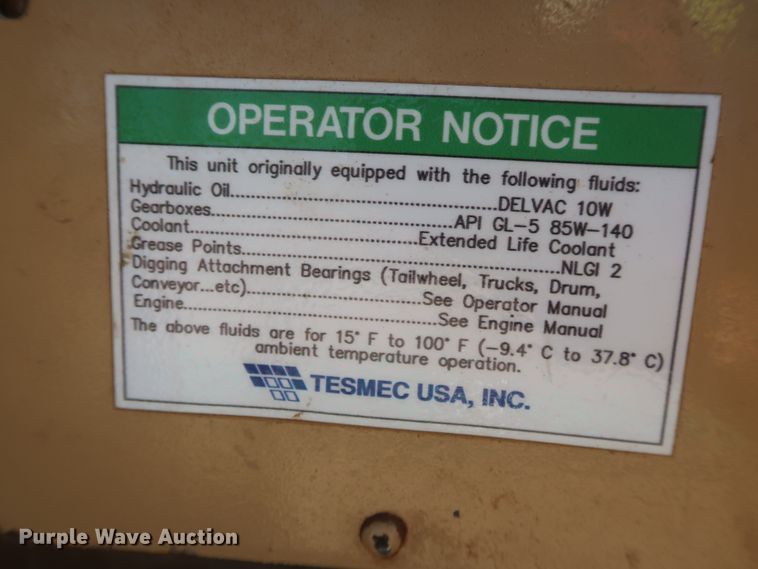 OPERATOR NOTICE
This unit originally equipped with the following fluids:
Hydraulic Oil..............................................DELVAC 10W
Gearboxes..........................................API GL-5 85W-140
Coolant.......................................Extended Life Coolant
Grease Points......................................................NLGI 2
Digging Attachment Bearings (Tailwheel, Trucks, Drum,
Conveyor...etc)..............................See Operator Manual
Engine...........................................See Engine Manual
The above fluids are for 15° F to 100° F (-9.4° C to 37.8° C)
ambient temperature operation.
TESMEC USA, INC.
Purple Wave Auction®